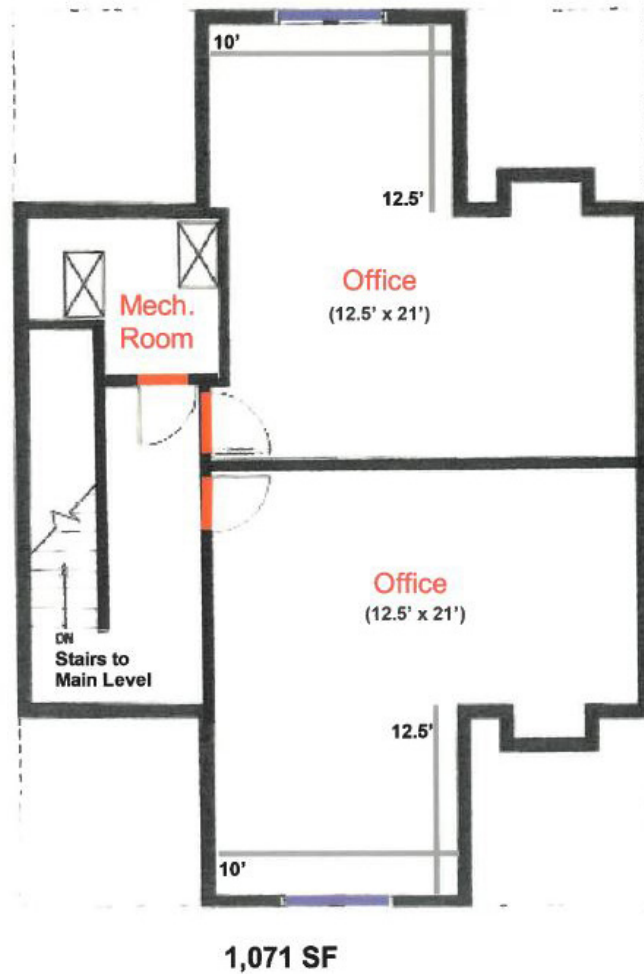 10'
12.5'
Office
(12.5' x 21')
Mech.
Room
Office
(12.5' x 21')
DN
Stairs to
Main Level
12.5'
10'
1,071 SF